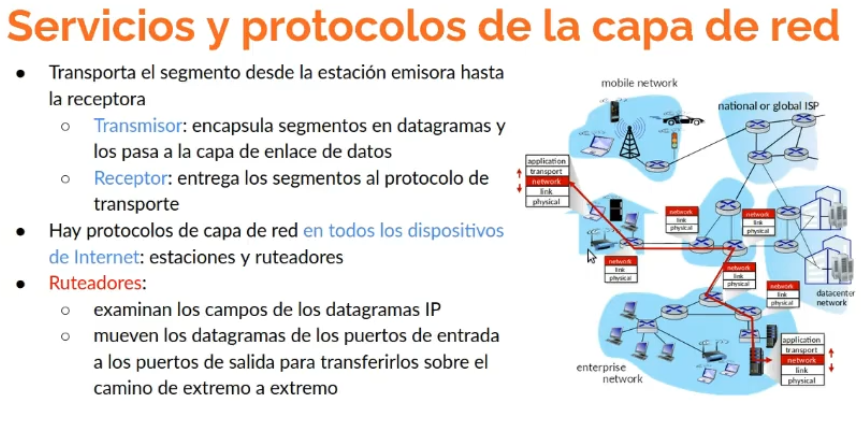 Servicios y protocolos de la capa de red
● Transporta el segmento desde la estación emisora hasta
la receptora
○ Transmisor: encapsula segmentos en datagramas y
los pasa a la capa de enlace de datos
○ Receptor: entrega los segmentos al protocolo de
transporte
● Hay protocolos de capa de red en todos los dispositivos
de Internet: estaciones y ruteadores
● Ruteadores:
○ examinan los campos de los datagramas IP
○ mueven los datagramas de los puertos de entrada
a los puertos de salida para transferirlos sobre el
camino de extremo a extremo
mobile network
national or global ISP
application
transport
network
link
physical
network
link
physical
network
link
physical
network
link
physical
network
link
physical
network
link
physical
datacenter
network
application
transport
network
link
physical
enterprise
network